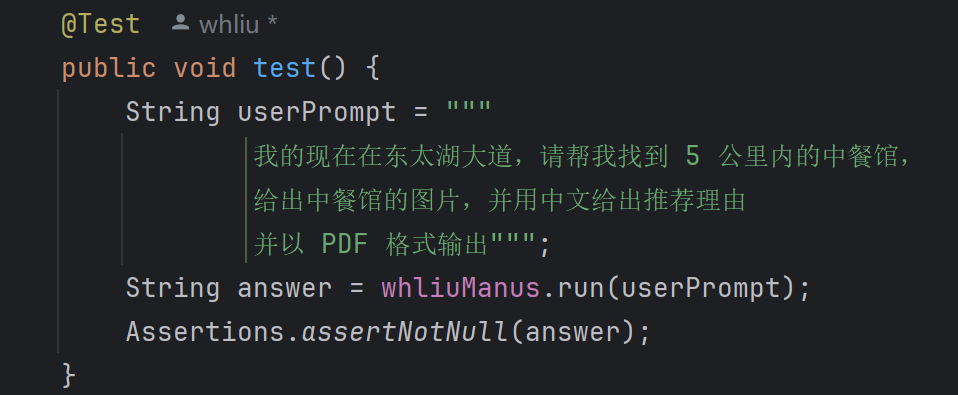 @Test whliu *
public void test() {
String userPrompt = """
我的现在在东太湖大道，请帮我找到 5 公里内的中餐馆，
给出中餐馆的图片，并用中文给出推荐理由
并以 PDF 格式输出""";
String answer = whliuManus.run(userPrompt);
Assertions.assertNotNull(answer);
}